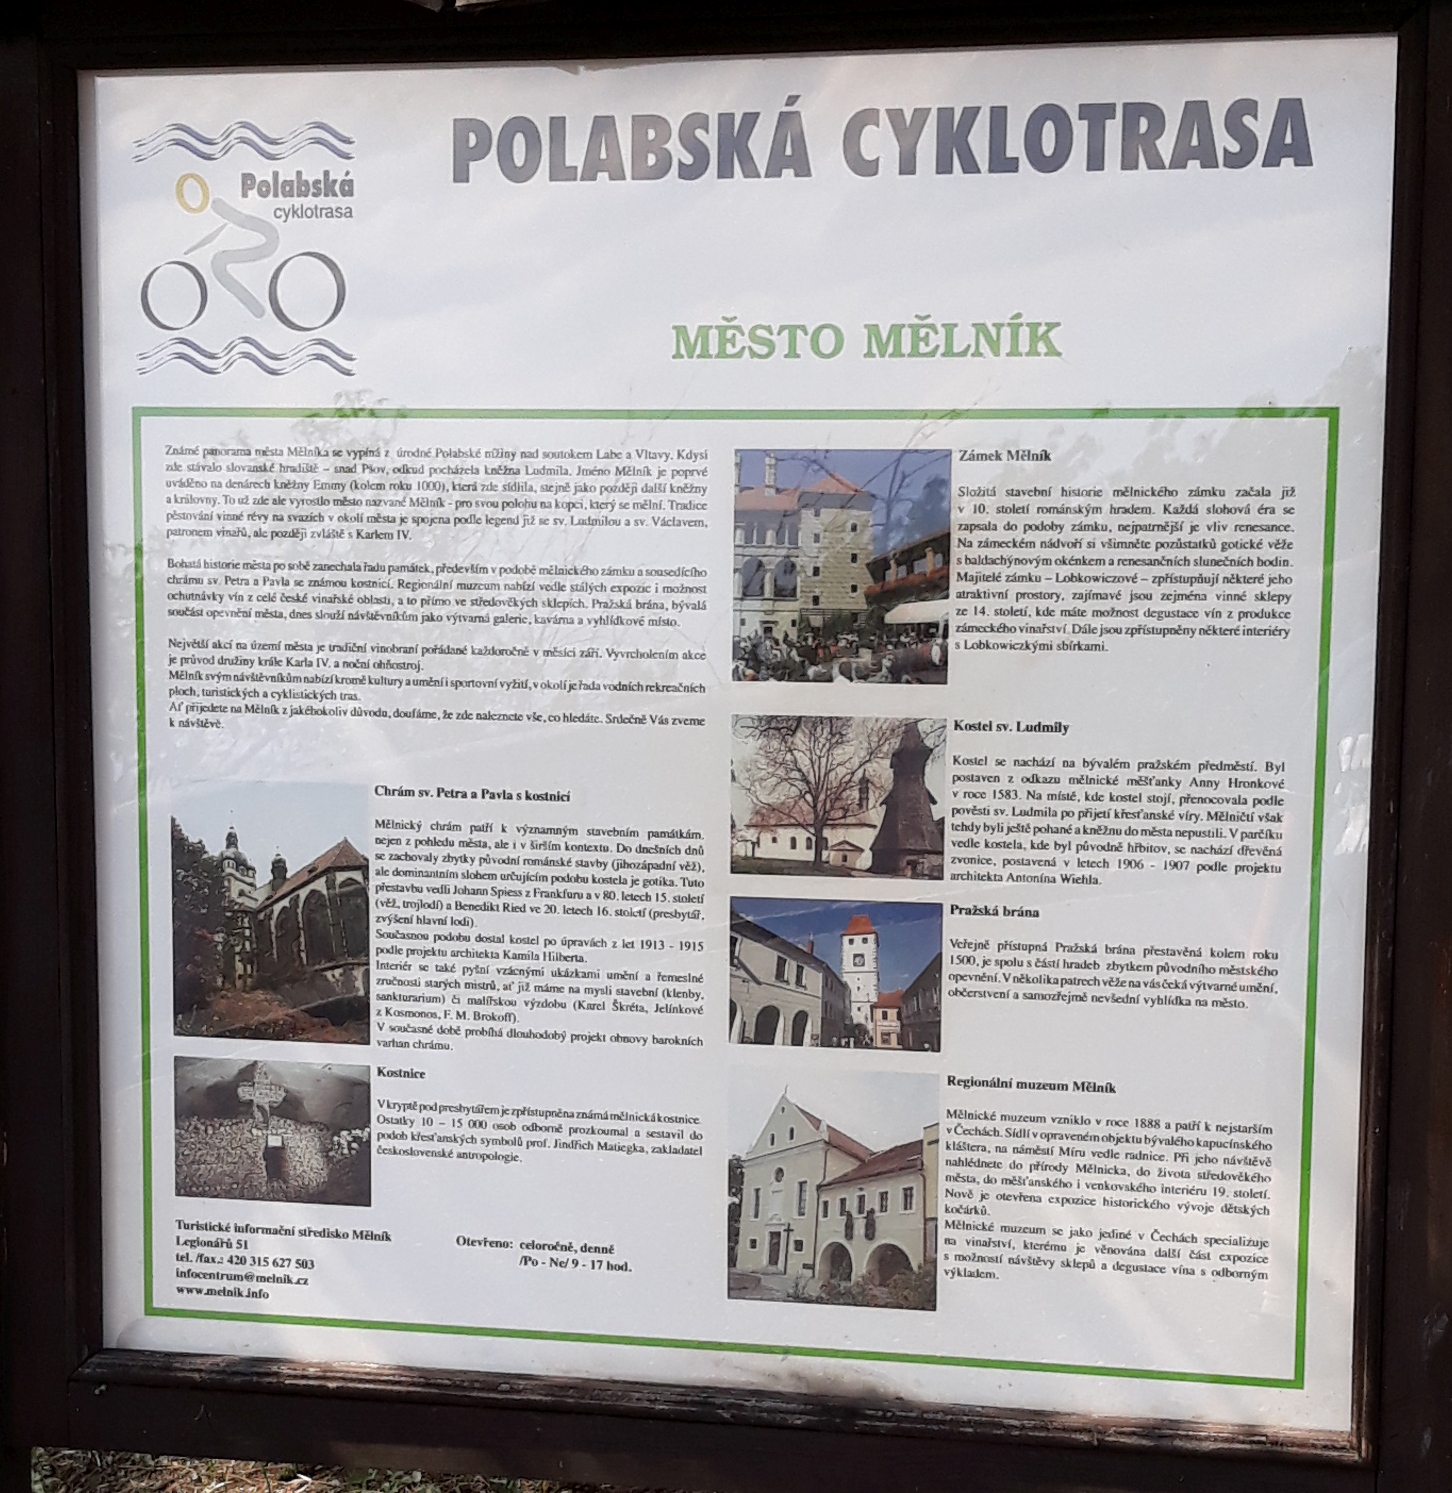 POLABSKÁ CYKLOTRASA
Polabská
cyklotrasa
MĚSTO MĚLNÍK
Známé panorama města Mělníka se vypíná z úrodné Polabské nížiny nad soutokem Labe a Vltavy. Kdysi
zde stávalo slovanské hradiště – snad Pšov, odkud pocházela kněžna Ludmila. Jméno Mělník je poprvé
uváděno na denárech kněžny Emmy (kolem roku 1000), která zde sídlila, stejně jako později další kněžny
a královny. To už zde ale vyrostlo město nazvané Mělník - pro svou polohu na kopci, který se mělní. Tradice
pěstování vinné révy na svazích v okolí města je spojena podle legend již se sv. Ludmilou a sv. Václavem,
patronem vinařů, ale později zvláště s Karlem IV.
Bohatá historie města po sobě zanechala řadu památek, především v podobě mělnického zámku a sousedícího
chrámu sv. Petra a Pavla se známou kostnicí. Regionální muzeum nabízí vedle stálých expozic i možnost
ochutnávky vín z celé české vinařské oblasti, a to přímo ve středověkých sklepích. Pražská brána, bývalá
součást opevnění města, dnes slouží návštěvníkům jako výtvarná galerie, kavárna a vyhlídkové místo.
Největší akcí na území města je tradiční vinobraní pořádané každoročně v měsíci září. Vyvrcholením akce
je průvod družiny krále Karla IV. a noční ohňostroj.
Mělník svým návštěvníkům nabízí kromě kultury a umění i sportovní vyžití, v okolí je řada vodních rekreačních
ploch, turistických a cyklistických tras.
Ať přijedete na Mělník z jakéhokoliv důvodu, doufáme, že zde naleznete vše, co hledáte. Srdečně Vás zveme
k návštěvě.
Chrám sv. Petra a Pavla s kostnicí
Mělnický chrám patří k významným stavebním památkám,
nejen z pohledu města, ale i v širším kontextu. Do dnešních dnů
se zachovaly zbytky původní románské stavby (jihozápadní věž),
ale dominantním slohem určujícím podobu kostela je gotika. Tuto
přestavbu vedli Johann Spiess z Frankfuru a v 80. letech 15. století
(věž, trojlodí) a Benedikt Ried ve 20. letech 16. století (presbytář,
zvýšení hlavní lodi).
Současnou podobu dostal kostel po úpravách z let 1913 - 1915
podle projektu architekta Kamila Hilberta.
Interiér se také pyšní vzácnými ukázkami umění a řemeslné
zručnosti starých mistrů, ať již máme na mysli stavební (klenby,
sankturarium) či malířskou výzdobu (Karel Škréta, Jelínkové
z Kosmonos, F. M. Brokoff).
V současné době probíhá dlouhodobý projekt obnovy barokních
varhan chrámu.
Kostnice
V kryptě pod presbytářem je zpřístupněna známá mělnická kostnice.
Ostatky 10 – 15 000 osob odborně prozkoumal a sestavil do
podob křesťanských symbolů prof. Jindřich Matiegka, zakladatel
československé antropologie.
Turistické informační středisko Mělník
Legionářů 51
tel. /fax.: 420 315 627 503
infocentrum@melnik.cz
www.melnik.info
Otevřeno: celoročně, denně
/Po - Ne/ 9 - 17 hod.
Zámek Mělník
Složitá stavební historie mělnického zámku začala již
v 10. století románským hradem. Každá slohová éra se
zapsala do podoby zámku, nejpatrnější je vliv renesance.
Na zámeckém nádvoří si všimněte pozůstatků gotické věže
s baldachýnovým okénkem a renesančních slunečních hodin.
Majitelé zámku – Lobkowiczové – zpřístupňují některé jeho
atraktivní prostory, zajímavé jsou zejména vinné sklepy
ze 14. století, kde máte možnost degustace vín z produkce
zámeckého vinařství. Dále jsou zpřístupněny některé interiéry
s Lobkowiczkými sbírkami.
Kostel sv. Ludmily
Kostel se nachází na bývalém pražském předměstí. Byl
postaven z odkazu mělnické měšťanky Anny Hronkové
v roce 1583. Na místě, kde kostel stojí, přenocovala podle
pověsti sv. Ludmila po přijetí křesťanské víry. Mělničtí však
tehdy byli ještě pohané a kněžnu do města nepustili. V parčíku
vedle kostela, kde byl původně hřbitov, se nachází dřevěná
zvonice, postavená v letech 1906 - 1907 podle projektu
architekta Antonína Wiehla.
Pražská brána
Veřejně přístupná Pražská brána přestavěná kolem roku
1500, je spolu s částí hradeb zbytkem původního městského
opevnění. V několika patrech věže na vás čeká výtvarné umění,
občerstvení a samozřejmě nevšední vyhlídka na město.
Regionální muzeum Mělník
Mělnické muzeum vzniklo v roce 1888 a patří k nejstarším
v Čechách. Sídlí v opraveném objektu bývalého kapucínského
kláštera, na náměstí Míru vedle radnice. Při jeho návštěvě
nahlédnete do přírody Mělnicka, do života středověkého
města, do měšťanského i venkovského interiéru 19. století.
Nově je otevřena expozice historického vývoje dětských
kočárků.
Mělnické muzeum se jako jediné v Čechách specializuje
na vinařství, kterému je věnována další část expozice
s možností návštěvy sklepů a degustace vína s odborným
výkladem.